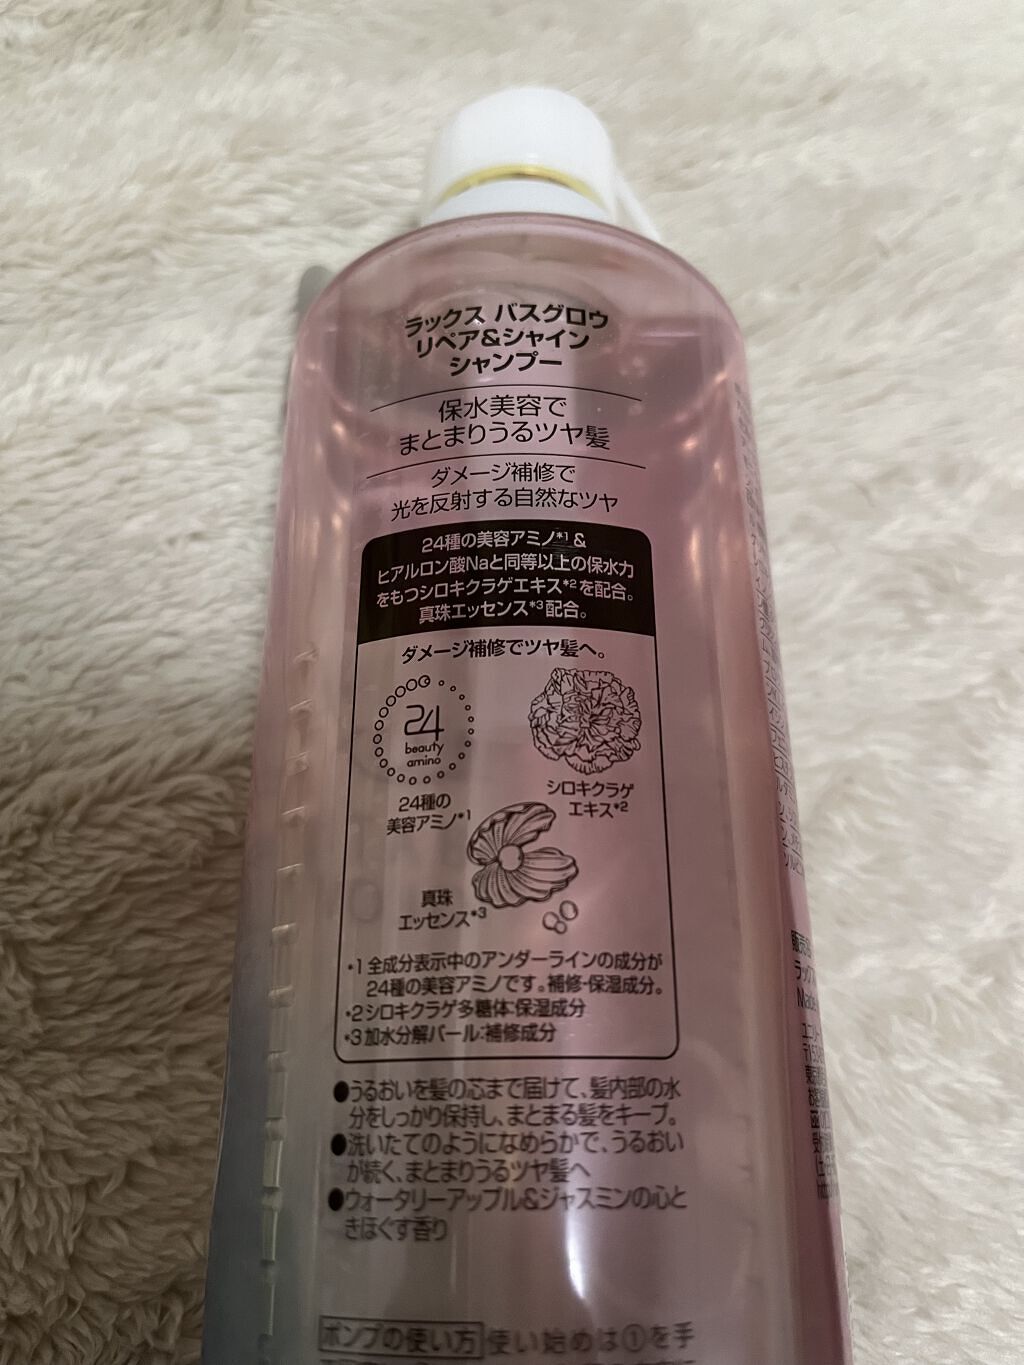 ラックス バスグロウ
リペア&シャイン
シャンプー
保水美容で
まとまりうるツヤ髪
ダメージ補修で
光を反射する自然なツヤ
24種の美容アミノ*1 &
ヒアルロン酸Naと同等以上の保水力
をもつシロキクラゲエキス*2を配合。
真珠エッセンス*3配合。
ダメージ補修でツヤ髪へ。
24
beauty
amino
24種の
美容アミノ*1
シロキクラゲ
エキス*2
真珠
エッセンス*3
*1 全成分表示中のアンダーラインの成分が
24種の美容アミノです。補修・保湿成分。
*2 シロキクラゲ多糖体:保湿成分
*3 加水分解パール:補修成分
●うるおいを髪の芯まで届けて、髪内部の水
分をしっかり保持し、まとまる髪をキープ。
●洗いたてのようになめらかで、うるおい
が続く、まとまりうるツヤ髪へ
●ウォータリーアップル&ジャスミンの心と
きほぐす香り
ポンプの使い方 使い始めは①を手